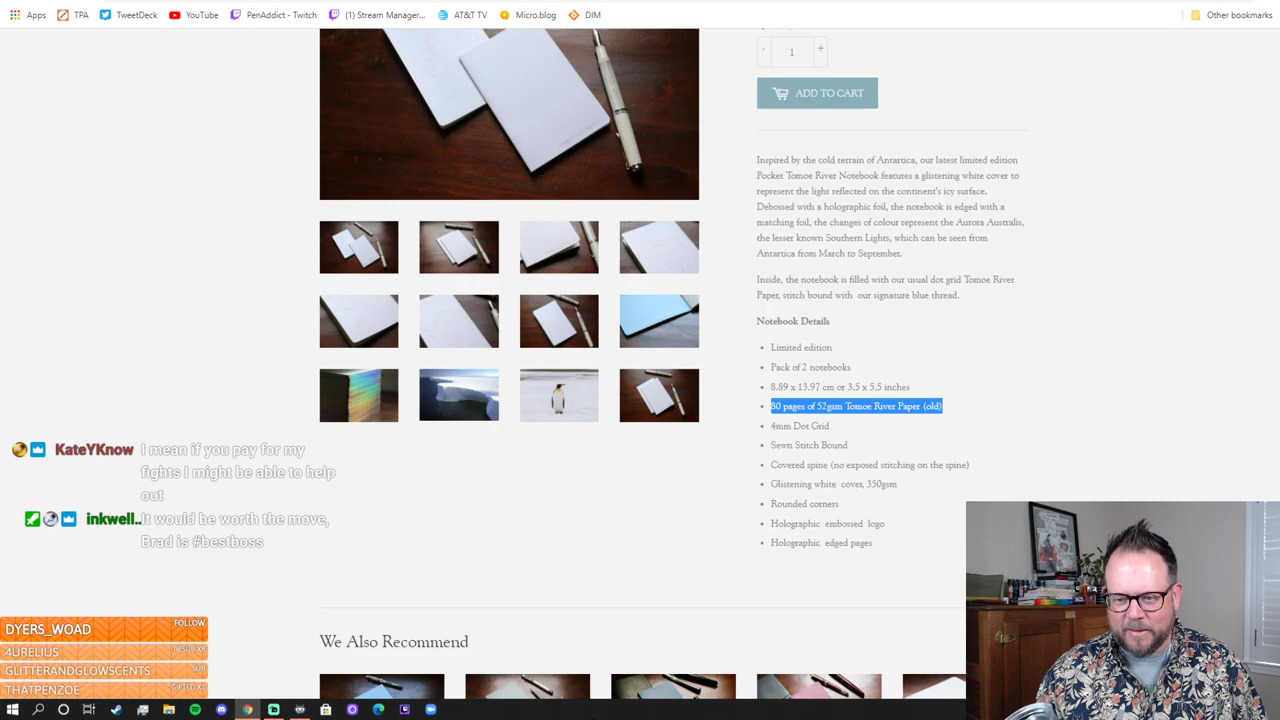 Apps
TPA
TweetDeck
YouTube
PenAddict - Twitch
(1) Stream Manager...
AT&T TV
Micro.blog
DIM
Other bookmarks
- 1 +
ADD TO CART
Inspired by the cold terrain of Antartica, our latest limited edition
Pocket Tomoe River Notebook features a glistening white cover to
represent the light reflected on the continent's icy surface.
Debossed with a holographic foil, the notebook is edged with a
matching foil, the changes of colour represent the Aurora Australis,
the lesser known Southern Lights, which can be seen from
Antartica from March to September.
Inside, the notebook is filled with our usual dot grid Tomoe River
Paper, stitch bound with our signature blue thread.
Notebook Details
Limited edition
Pack of 2 notebooks
8.89 x 13.97 cm or 3.5 x 5.5 inches
80 pages of 52gsm Tomoe River Paper (old)
4mm Dot Grid
Sewn Stitch Bound
Covered spine (no exposed stitching on the spine)
Glistening white cover, 350gsm
Rounded corners
Holographic embossed logo
Holographic edged pages
KateYKnow I mean if you pay for my
fights I might be able to help
out
inkwell.. It would be worth the move,
Brad is #bestboss
DYERS_WOAD FOLLOW
4URELIUS
GLITTERANDGLOWSCENTS SUB
THATPENZOE GIFTED X1
We Also Recommend